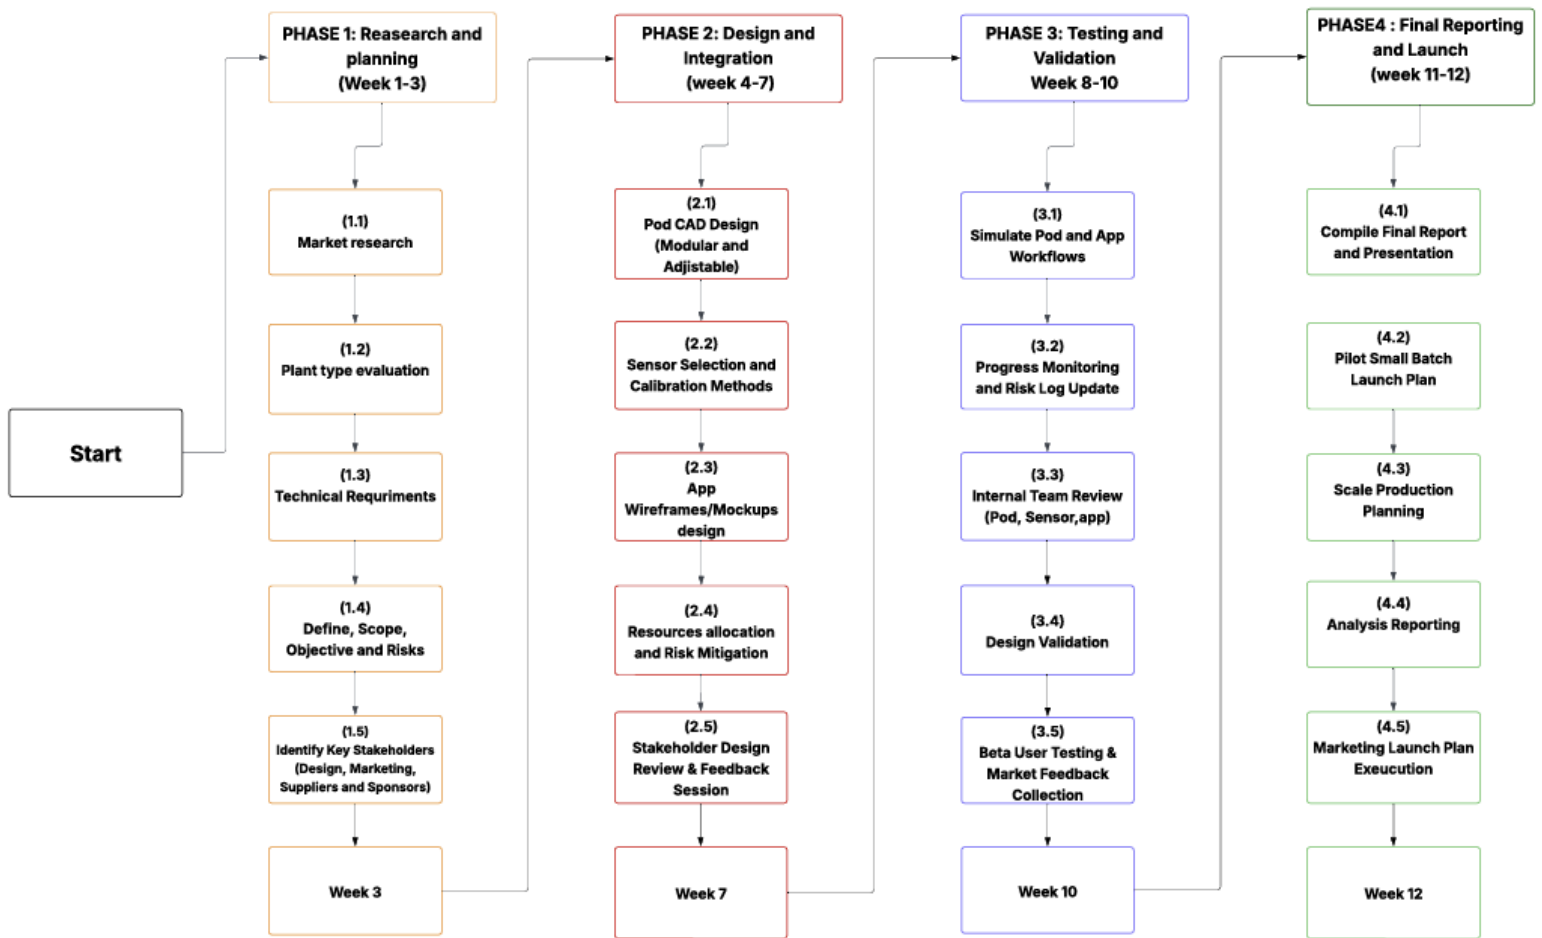 Start
PHASE 1: Reasearch and
planning
(Week 1-3)
(1.1)
Market research
(1.2)
Plant type evaluation
(1.3)
Technical Requriments
(1.4)
Define, Scope,
Objective and Risks
(1.5)
Identify Key Stakeholders
(Design, Marketing,
Suppliers and Sponsors)
Week 3
PHASE 2: Design and
Integration
(week 4-7)
(2.1)
Pod CAD Design
(Modular and
Adjistable)
(2.2)
Sensor Selection and
Calibration Methods
(2.3)
App
Wireframes/Mockups
design
(2.4)
Resources allocation
and Risk Mitigation
(2.5)
Stakeholder Design
Review & Feedback
Session
Week 7
PHASE 3: Testing and
Validation
Week 8-10
(3.1)
Simulate Pod and App
Workflows
(3.2)
Progress Monitoring
and Risk Log Update
(3.3)
Internal Team Review
(Pod, Sensor,app)
(3.4)
Design Validation
(3.5)
Beta User Testing &
Market Feedback
Collection
Week 10
PHASE4 : Final Reporting
and Launch
(week 11-12)
(4.1)
Compile Final Report
and Presentation
(4.2)
Pilot Small Batch
Launch Plan
(4.3)
Scale Production
Planning
(4.4)
Analysis Reporting
(4.5)
Marketing Launch Plan
Exeucution
Week 12